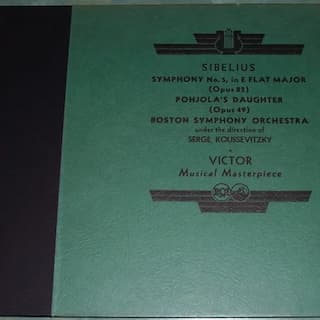 SIBELIUS
SYMPHONY No. 5, in E FLAT MAJOR
(Opus 82)
POHJOLA'S DAUGHTER
(Opus 49)
BOSTON SYMPHONY ORCHESTRA
under the direction of
SERGE KOUSSEVITZKY
VICTOR
Musical Masterpiece
RCA